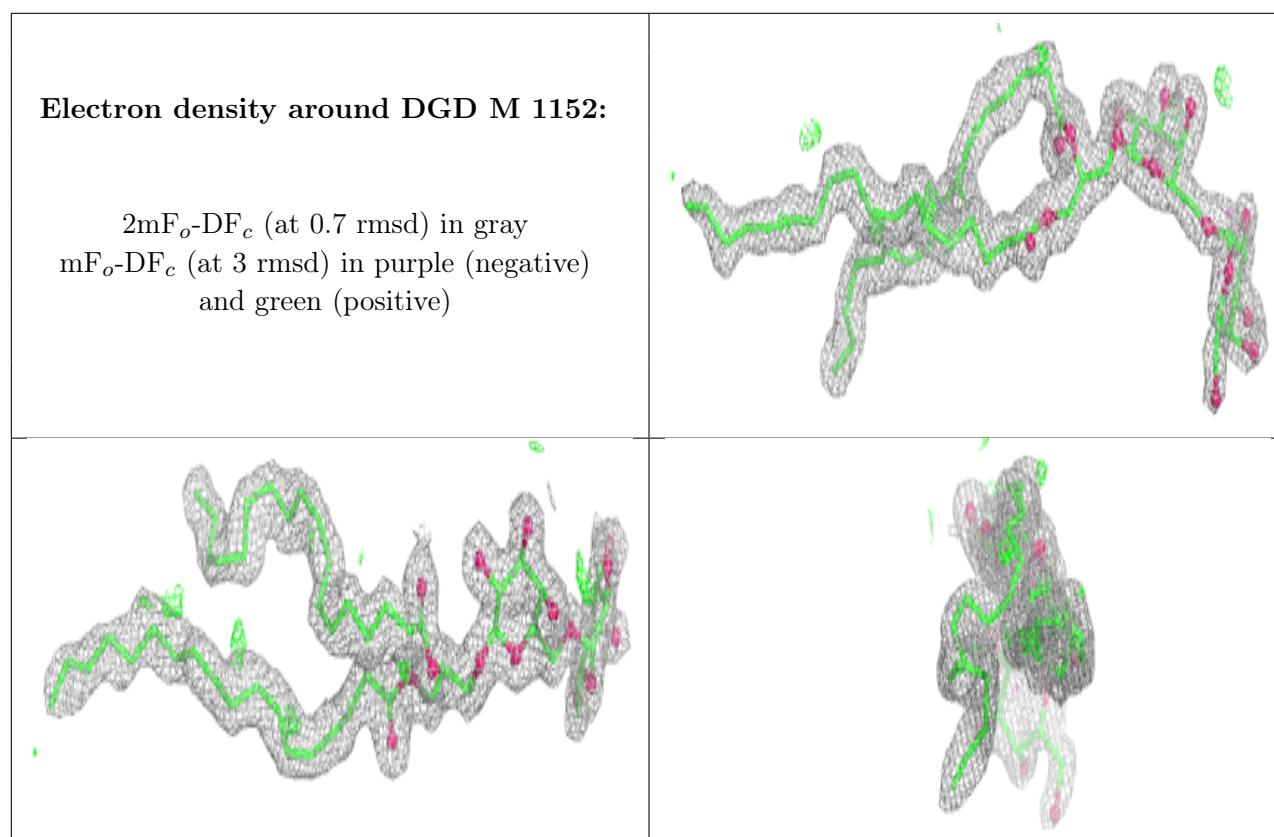 Electron density around DGD M 1152:
2mFo-DFc (at 0.7 rmsd) in gray
mFo-DFc (at 3 rmsd) in purple (negative)
and green (positive)